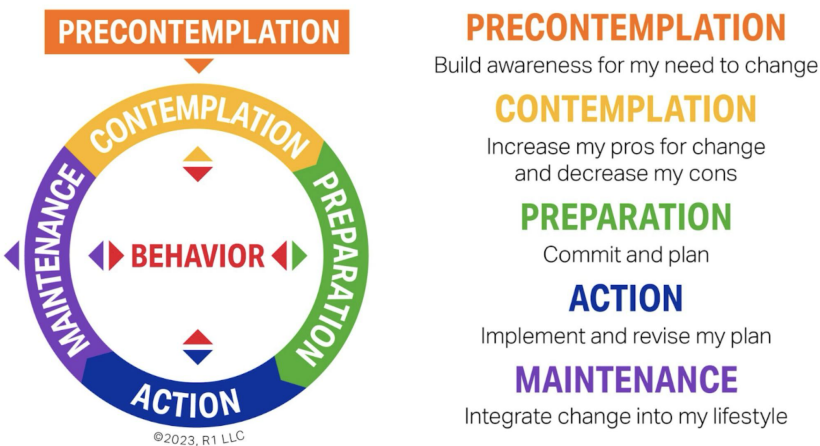 PRECONTEMPLATION
CONTEMPLATION
PREPARATION
ACTION
MAINTENANCE
BEHAVIOR
©2023, R1 LLC
PRECONTEMPLATION
Build awareness for my need to change
CONTEMPLATION
Increase my pros for change
and decrease my cons
PREPARATION
Commit and plan
ACTION
Implement and revise my plan
MAINTENANCE
Integrate change into my lifestyle